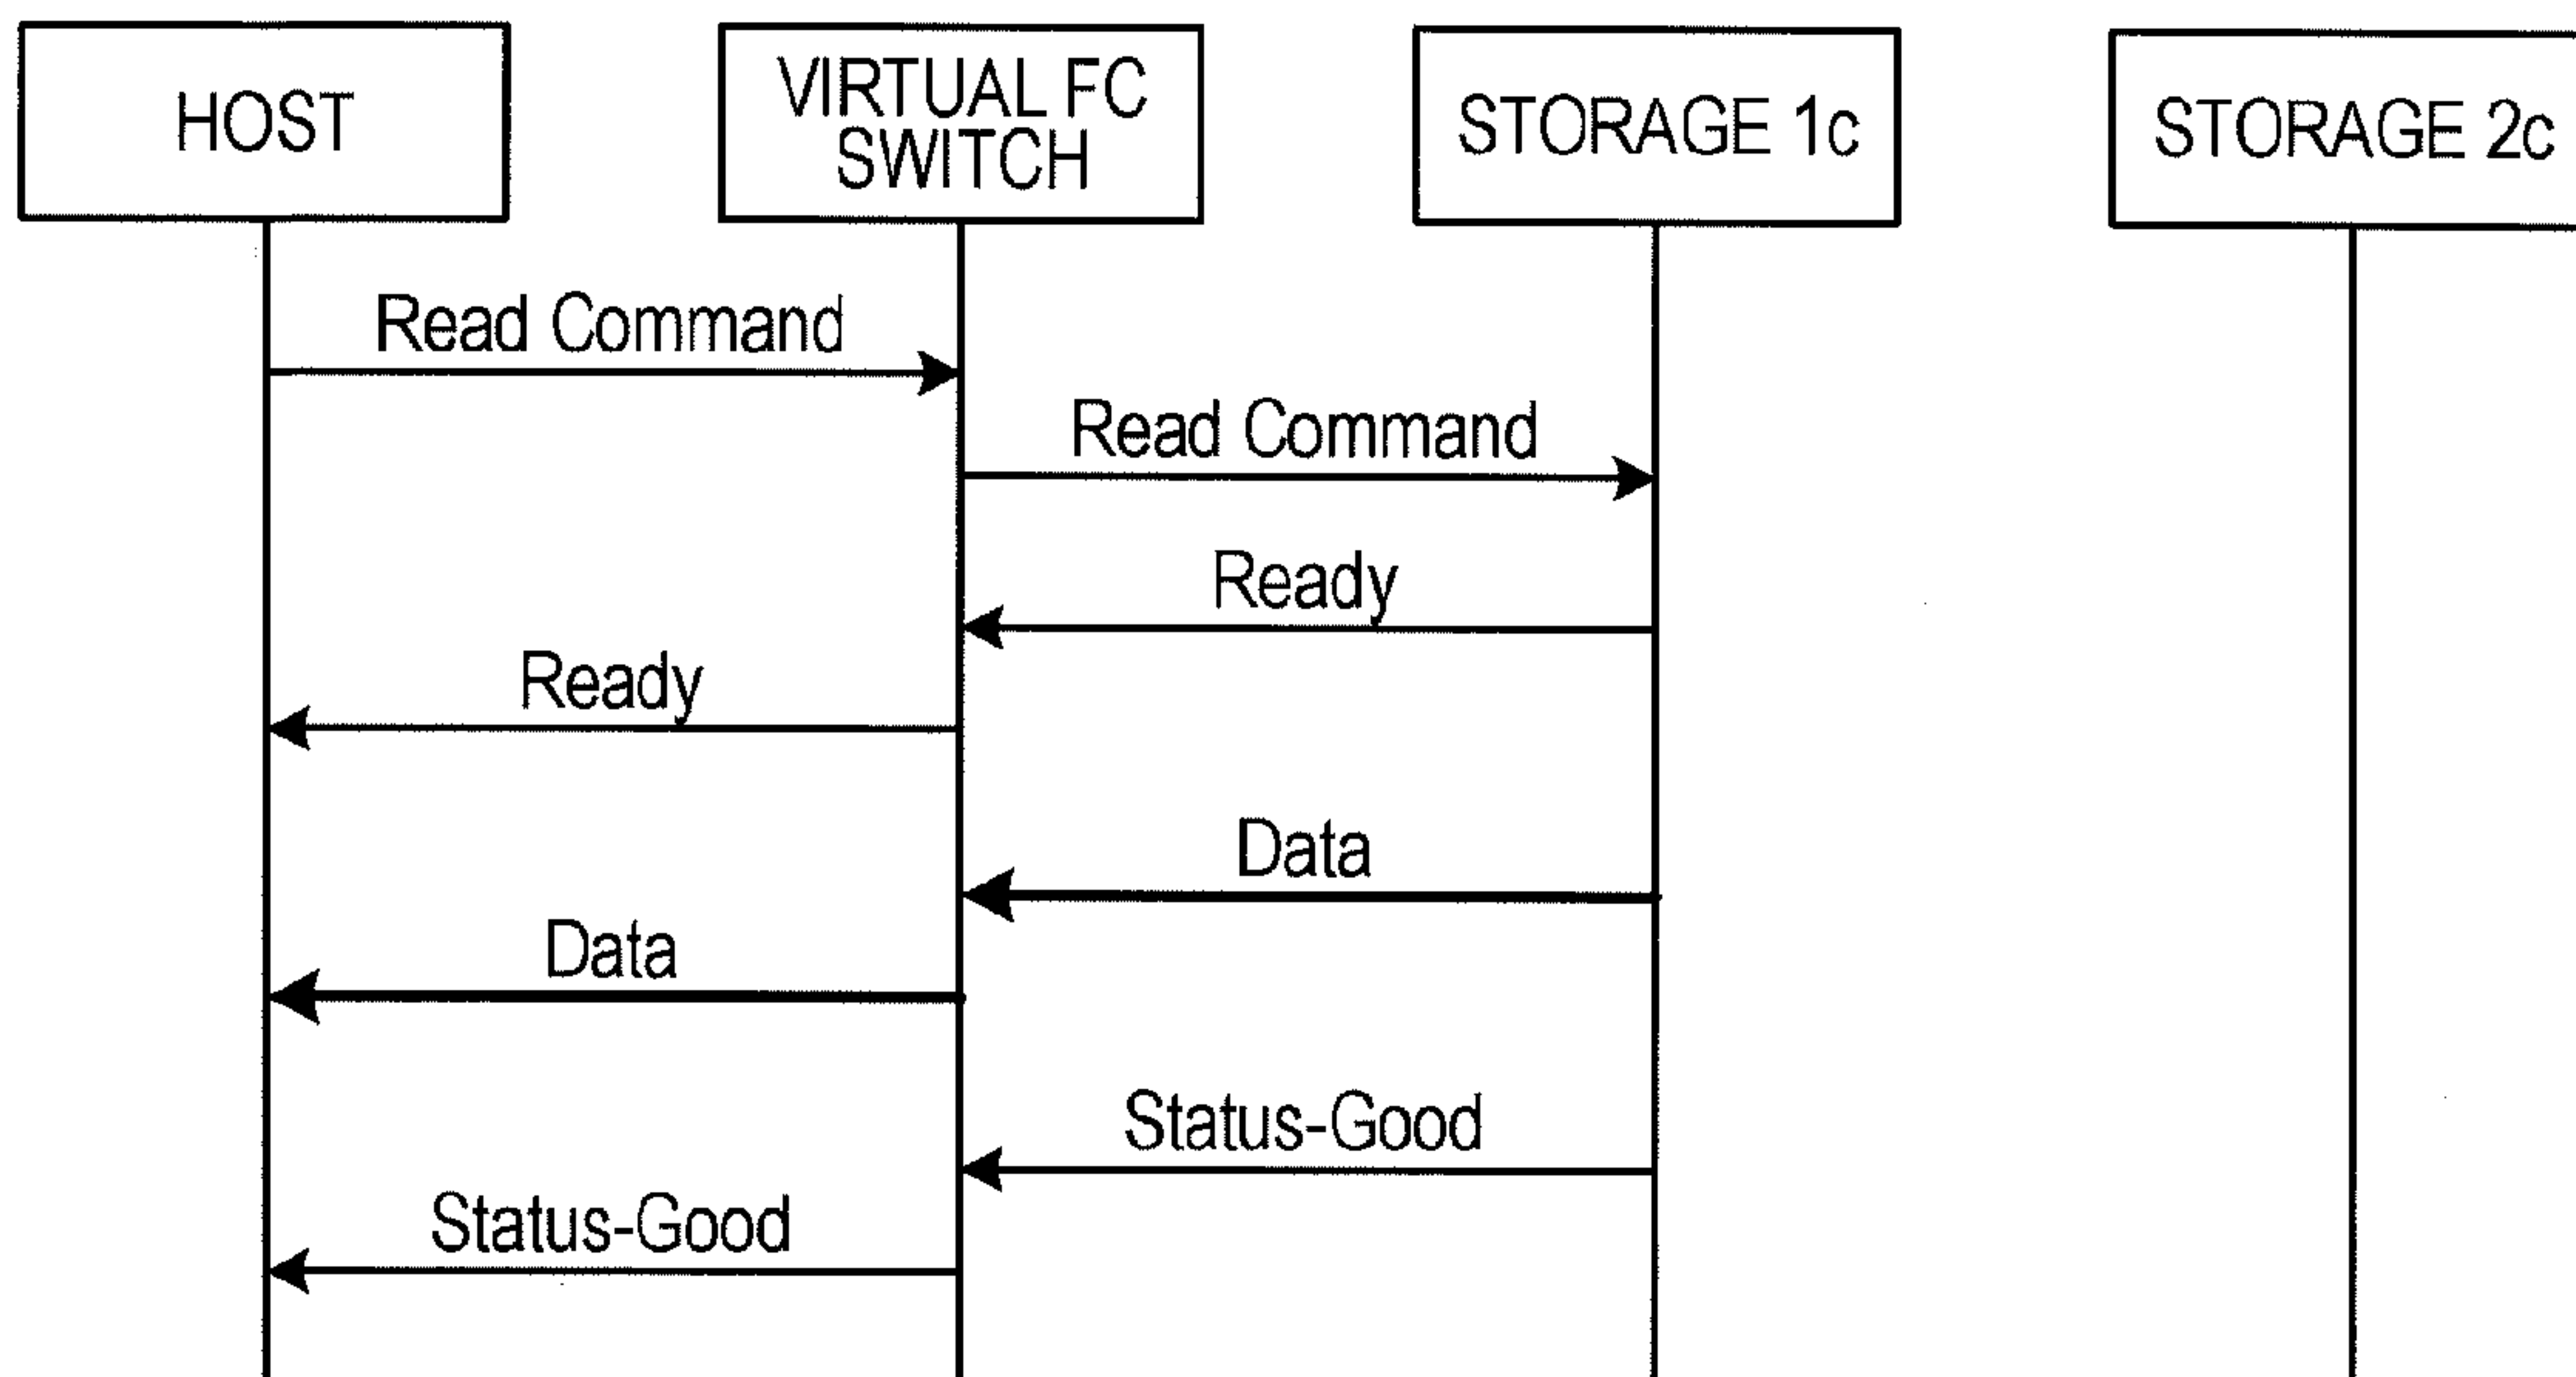 HOST
VIRTUAL FC
SWITCH
STORAGE 1c
STORAGE 2c
Read Command
Read Command
Ready
Ready
Data
Data
Status-Good
Status-Good